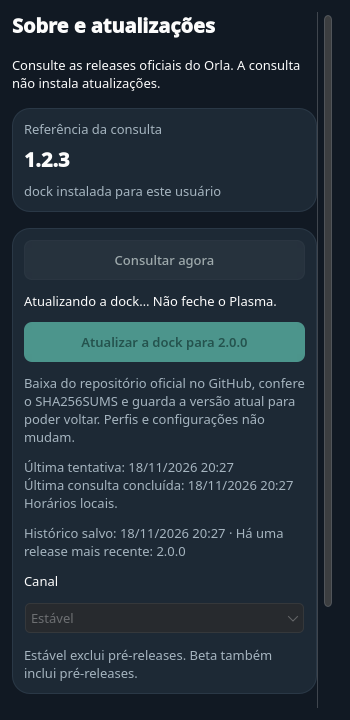 Sobre e atualizações
Consulte as releases oficiais do Orla. A consulta
não instala atualizações.
Referência da consulta
1.2.3
dock instalada para este usuário
Consultar agora
Atualizando a dock... Não feche o Plasma.
Atualizar a dock para 2.0.0
Baixa do repositório oficial no GitHub, confere
o SHA256SUMS e guarda a versão atual para
poder voltar. Perfis e configurações não
mudam.
Última tentativa: 18/11/2026 20:27
Última consulta concluída: 18/11/2026 20:27
Horários locais.
Histórico salvo: 18/11/2026 20:27 · Há uma
release mais recente: 2.0.0
Canal
Estável
Estável exclui pré-releases. Beta também
inclui pré-releases.